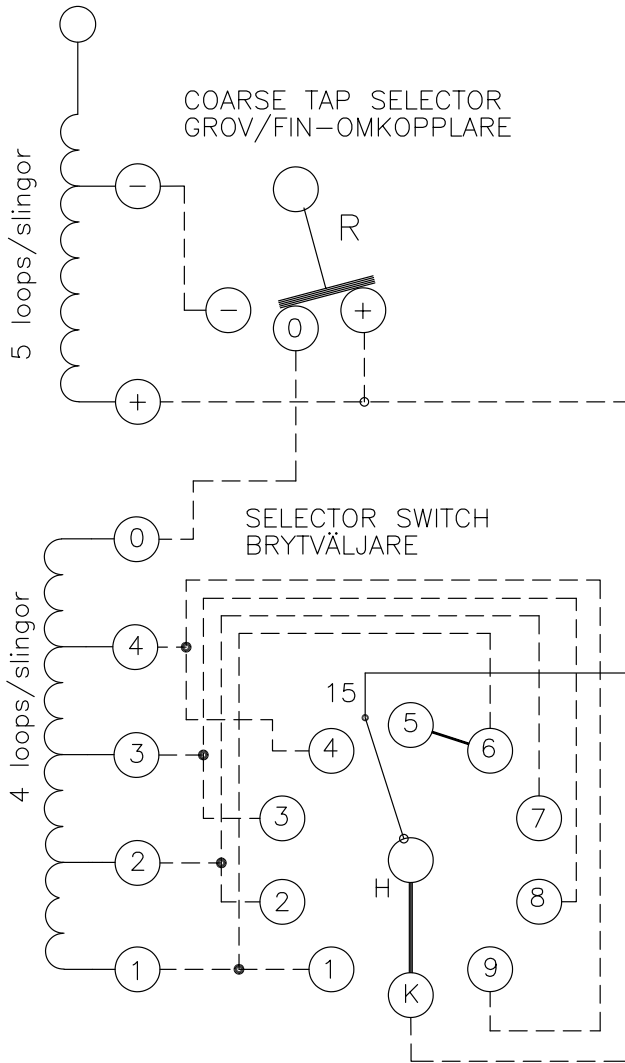 COARSE TAP SELECTOR
GROV/FIN-OMKOPPLARE
5 loops/slingor
-
R
-
+
0
+
SELECTOR SWITCH
BRYTVÄLJARE
0
4 loops/slingor
4
15
5
4
6
3
3
7
2
H
2
8
1
1
9
K